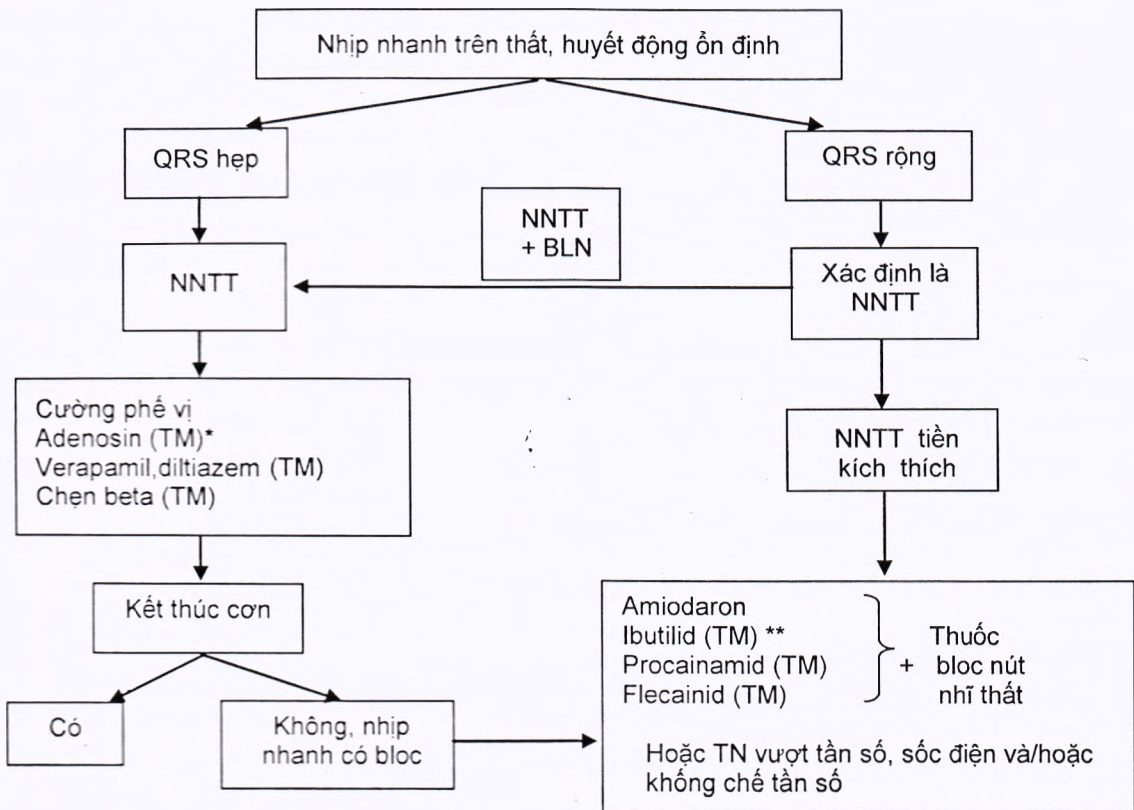 Nhịp nhanh trên thất, huyết động ổn định
QRS hẹp
QRS rộng
NNTT
+ BLN
NNTT
Xác định là
NNTT
Cường phế vị
Adenosin (TM)*
Verapamil,diltiazem (TM)
Chẹn beta (TM)
NNTT tiền
kích thích
Kết thúc cơn
Có
Không, nhịp
nhanh có bloc
Amiodaron
Ibutilid (TM) **
Procainamid (TM)
Flecainid (TM)
+
Thuốc
bloc nút
nhĩ thất
Hoặc TN vượt tần số, sốc điện và/hoặc
khống chế tần số